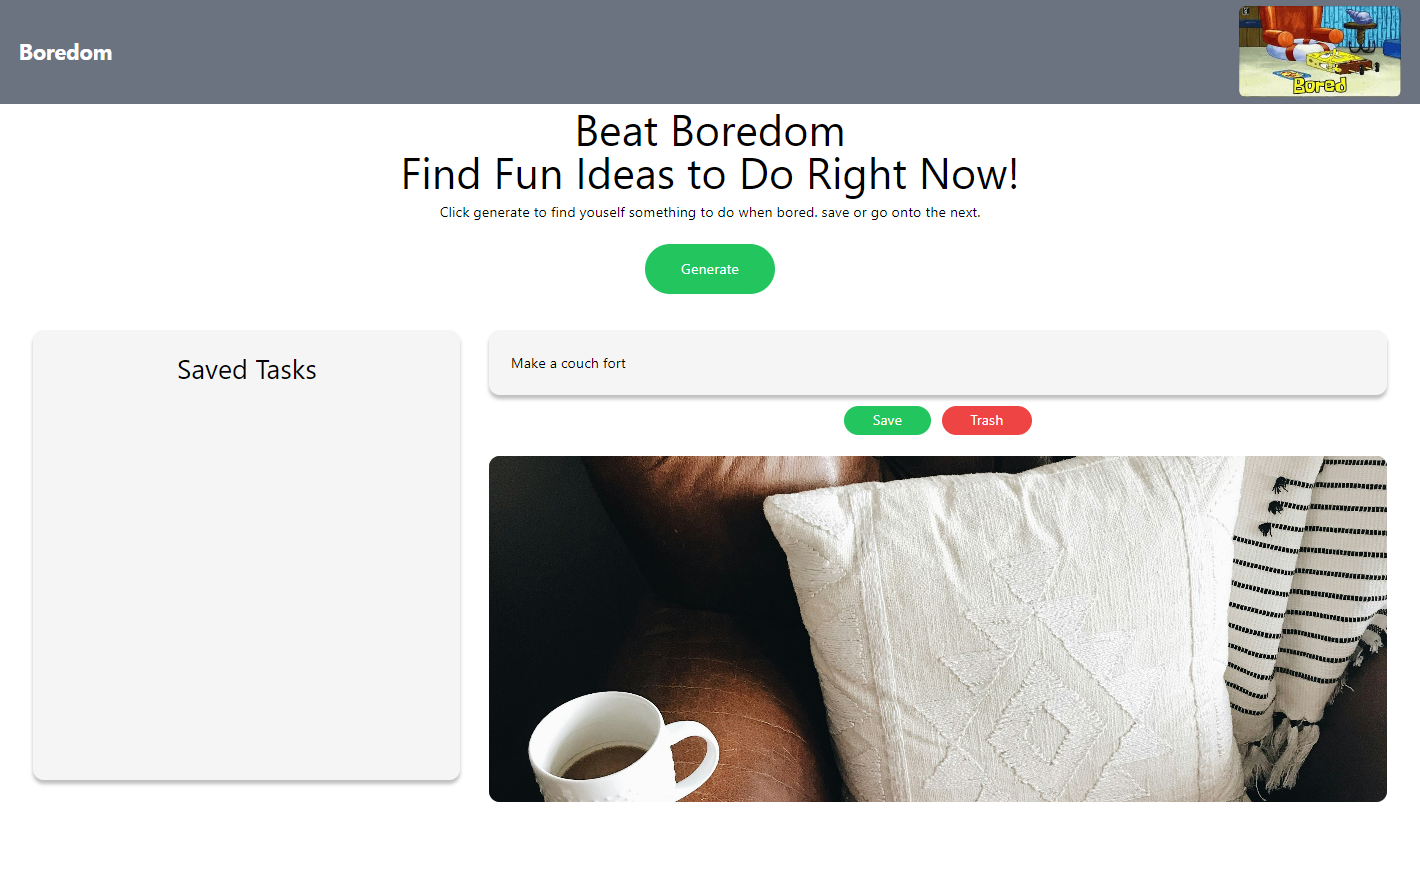 Boredom
Bored
Beat Boredom
Find Fun Ideas to Do Right Now!
Click generate to find youself something to do when bored. save or go onto the next.
Generate
Saved Tasks
Make a couch fort
Save
Trash